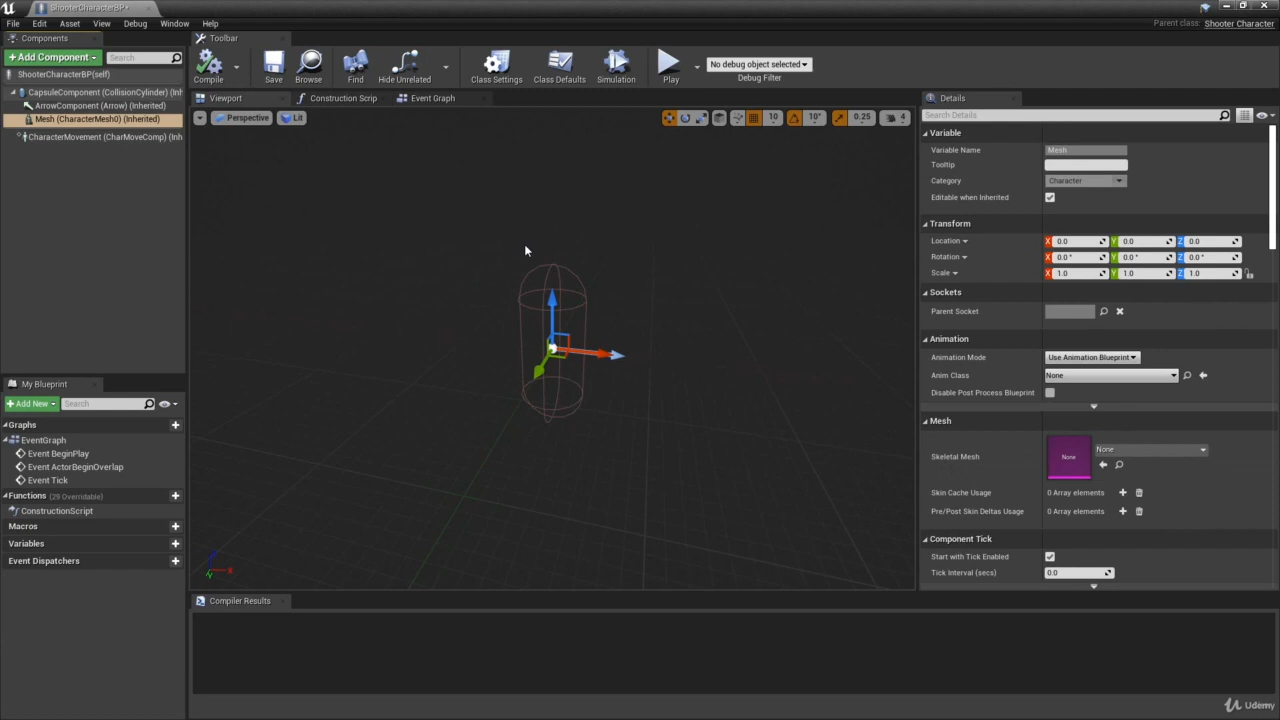 ShooterCharacterBP*
File Edit Asset View Debug Window Help
Parent class: Shooter Character
Components
+ Add Component Search
ShooterCharacterBP(self)
CapsuleComponent (CollisionCylinder) (Inh
ArrowComponent (Arrow) (Inherited)
Mesh (CharacterMesh0) (Inherited)
CharacterMovement (CharMoveComp) (Inh
Toolbar
Compile Save Browse Find Hide Unrelated Class Settings Class Defaults Simulation Play
No debug object selected
Debug Filter
Viewport Construction Scrip Event Graph
Perspective Lit
10 10° 0.25 4
X Y
My Blueprint
+ Add New Search
Graphs
EventGraph
Event BeginPlay
Event ActorBeginOverlap
Event Tick
Functions (29 Overridable)
ConstructionScript
Macros
Variables
Event Dispatchers
Compiler Results
Details
Search Details
Variable
Variable Name Mesh
Tooltip
Category Character
Editable when Inherited
Transform
Location X 0.0 Y 0.0 Z 0.0
Rotation X 0.0 ° Y 0.0 ° Z 0.0 °
Scale X 1.0 Y 1.0 Z 1.0
Sockets
Parent Socket
Animation
Animation Mode Use Animation Blueprint
Anim Class None
Disable Post Process Blueprint
Mesh
Skeletal Mesh None None
Skin Cache Usage 0 Array elements
Pre/Post Skin Deltas Usage 0 Array elements
Component Tick
Start with Tick Enabled
Tick Interval (secs) 0.0
Udemy